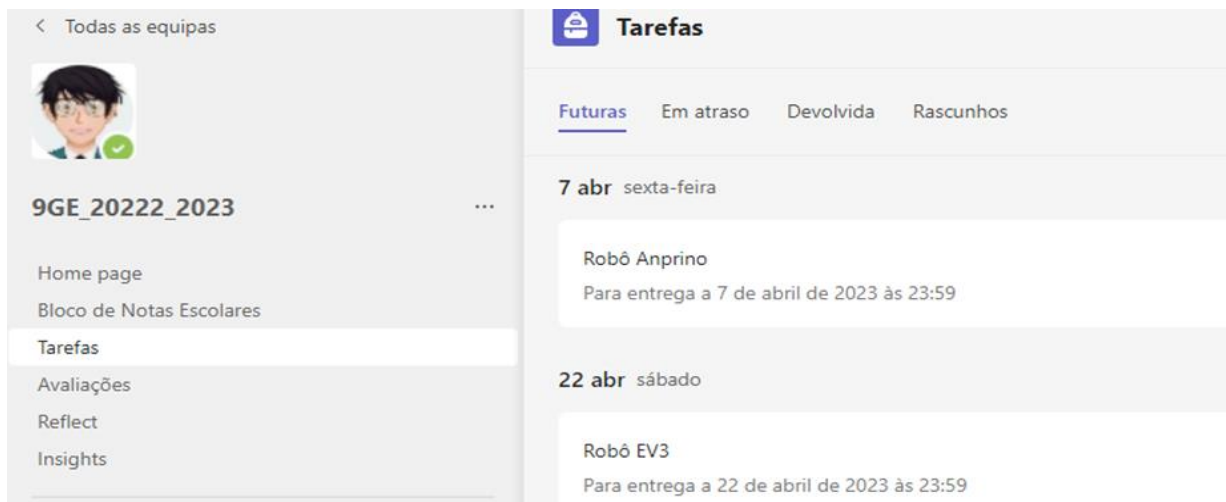 Todas as equipas
9GE_20222_2023
...
Home page
Bloco de Notas Escolares
Tarefas
Avaliações
Reflect
Insights
Tarefas
Futuras Em atraso Devolvida Rascunhos
7 abr sexta-feira
Robô Anprino
Para entrega a 7 de abril de 2023 às 23:59
22 abr sábado
Robô EV3
Para entrega a 22 de abril de 2023 às 23:59